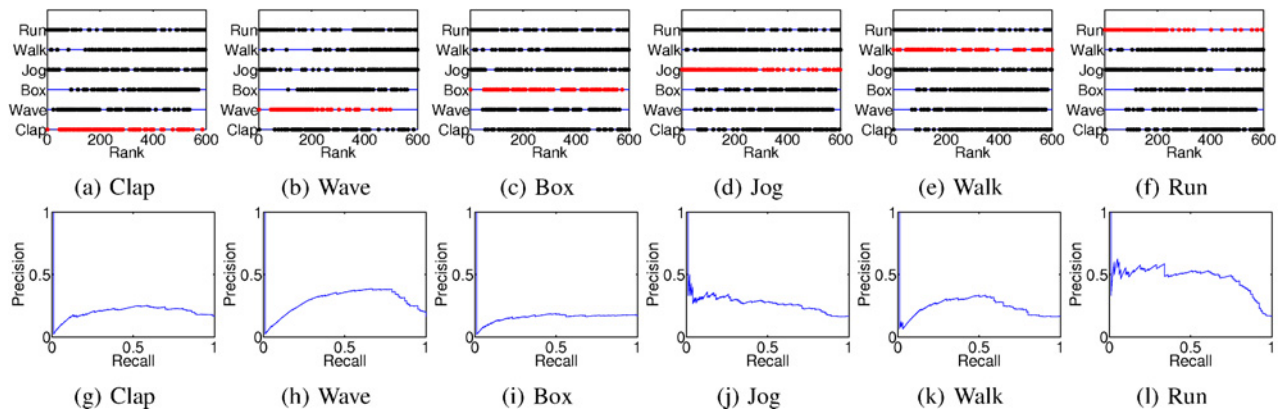 Run
Walk
Jog
Box
Wave
Clap
0 200 400 600
Rank
(a) Clap
Run
Walk
Jog
Box
Wave
Clap
0 200 400 600
Rank
(b) Wave
Run
Walk
Jog
Box
Wave
Clap
0 200 400 600
Rank
(c) Box
Run
Walk
Jog
Box
Wave
Clap
0 200 400 600
Rank
(d) Jog
Run
Walk
Jog
Box
Wave
Clap
0 200 400 600
Rank
(e) Walk
Run
Walk
Jog
Box
Wave
Clap
0 200 400 600
Rank
(f) Run
1
0.5
0
Precision
0 0.5 1
Recall
(g) Clap
1
0.5
0
Precision
0 0.5 1
Recall
(h) Wave
1
0.5
0
Precision
0 0.5 1
Recall
(i) Box
1
0.5
0
Precision
0 0.5 1
Recall
(j) Jog
1
0.5
0
Precision
0 0.5 1
Recall
(k) Walk
1
0.5
0
Precision
0 0.5 1
Recall
(l) Run